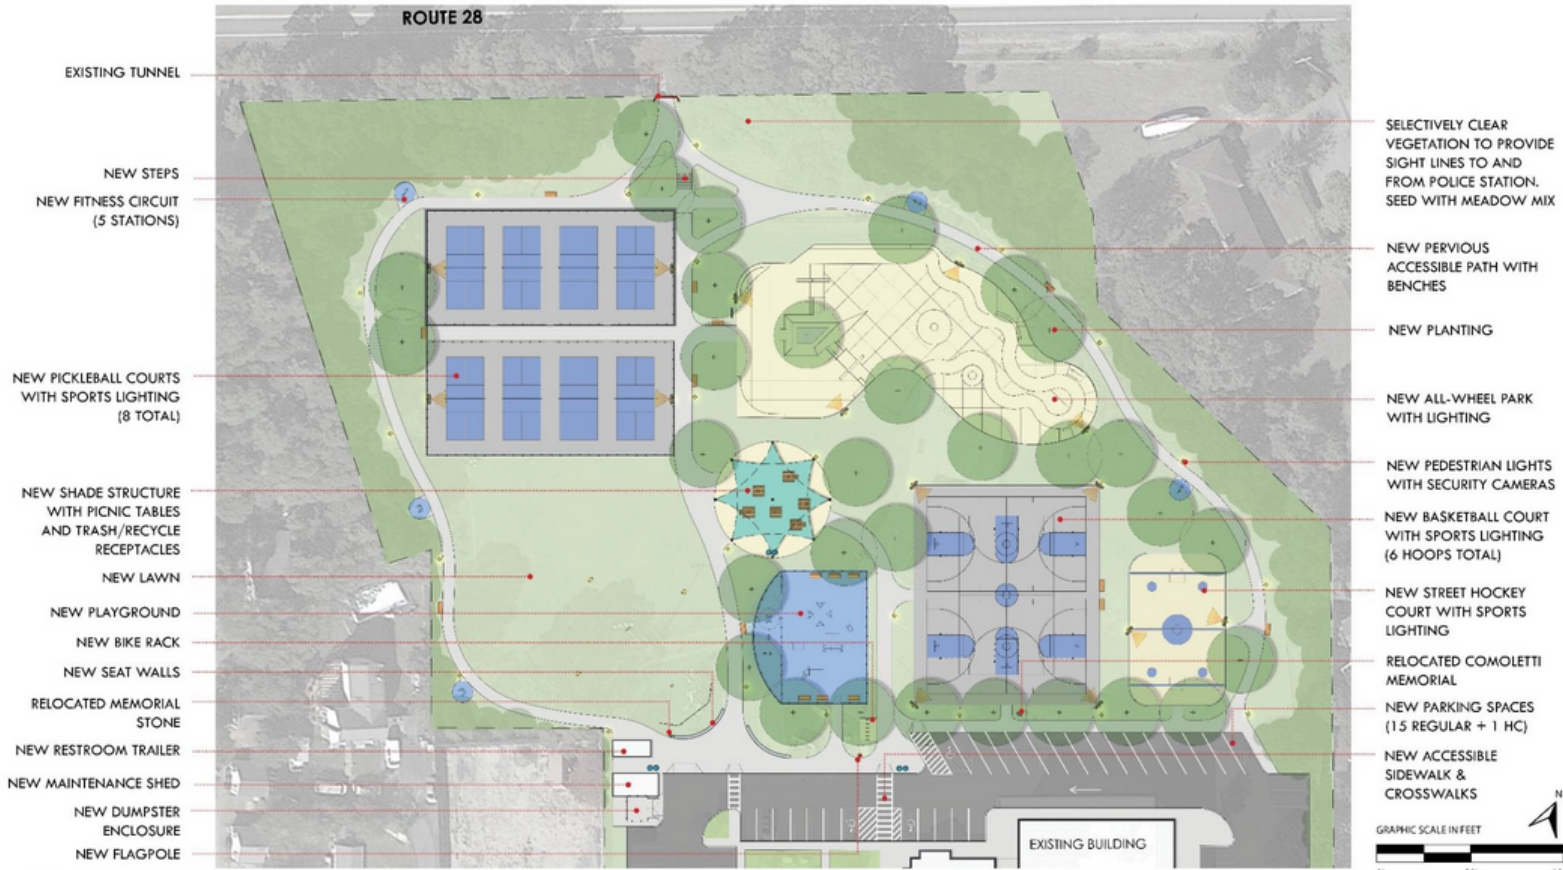 ROUTE 28
EXISTING TUNNEL
NEW STEPS
NEW FITNESS CIRCUIT
(5 STATIONS)
NEW PICKLEBALL COURTS
WITH SPORTS LIGHTING
(8 TOTAL)
NEW SHADE STRUCTURE
WITH PICNIC TABLES
AND TRASH/RECYCLE
RECEPTACLES
NEW LAWN
NEW PLAYGROUND
NEW BIKE RACK
NEW SEAT WALLS
RELOCATED MEMORIAL
STONE
NEW RESTROOM TRAILER
NEW MAINTENANCE SHED
NEW DUMPSTER
ENCLOSURE
NEW FLAGPOLE
EXISTING BUILDING
SELECTIVELY CLEAR
VEGETATION TO PROVIDE
SIGHT LINES TO AND
FROM POLICE STATION.
SEED WITH MEADOW MIX
NEW PERVIOUS
ACCESSIBLE PATH WITH
BENCHES
NEW PLANTING
NEW ALL-WHEEL PARK
WITH LIGHTING
NEW PEDESTRIAN LIGHTS
WITH SECURITY CAMERAS
NEW BASKETBALL COURT
WITH SPORTS LIGHTING
(6 HOOPS TOTAL)
NEW STREET HOCKEY
COURT WITH SPORTS
LIGHTING
RELOCATED COMOLETTI
MEMORIAL
NEW PARKING SPACES
(15 REGULAR + 1 HC)
NEW ACCESSIBLE
SIDEWALK &
CROSSWALKS
N
GRAPHIC SCALE IN FEET